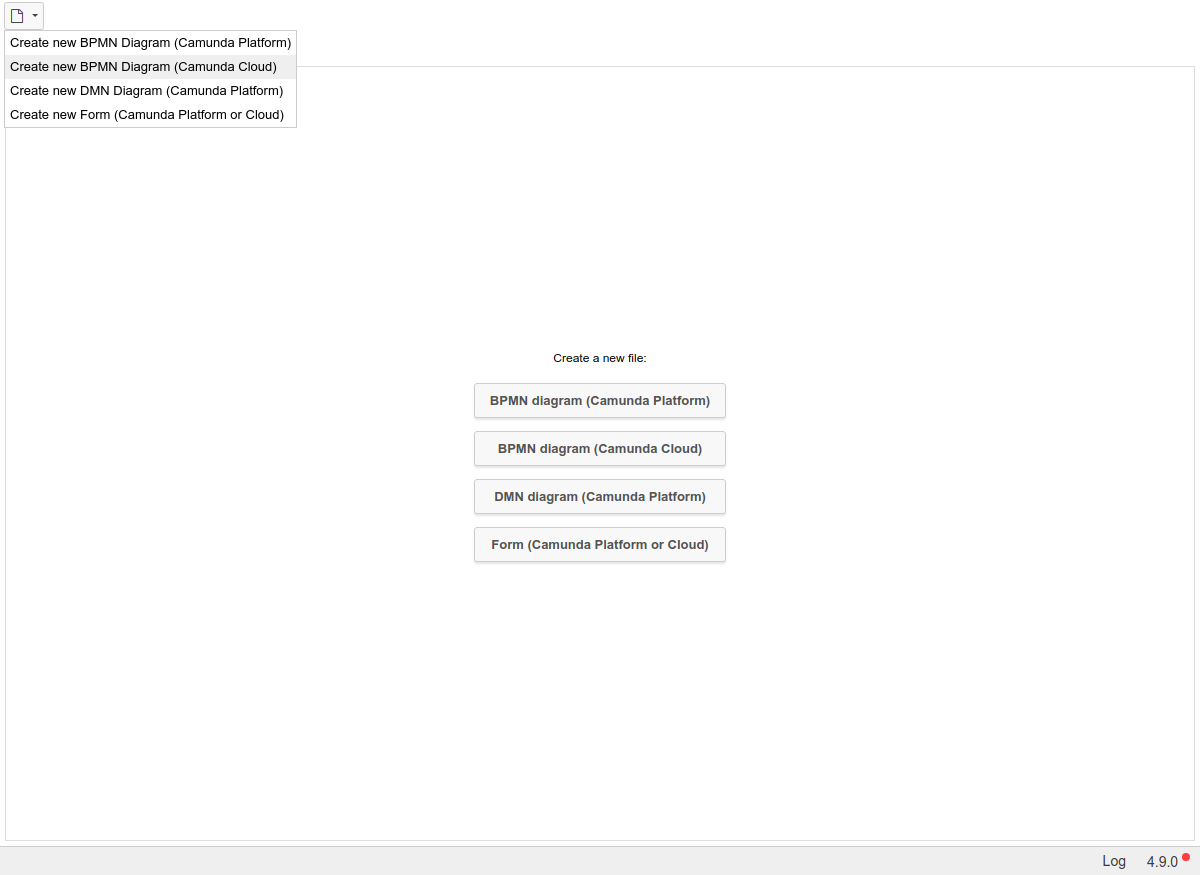 Create new BPMN Diagram (Camunda Platform)
Create new BPMN Diagram (Camunda Cloud)
Create new DMN Diagram (Camunda Platform)
Create new Form (Camunda Platform or Cloud)
Create a new file:
BPMN diagram (Camunda Platform)
BPMN diagram (Camunda Cloud)
DMN diagram (Camunda Platform)
Form (Camunda Platform or Cloud)
Log 4.9.0